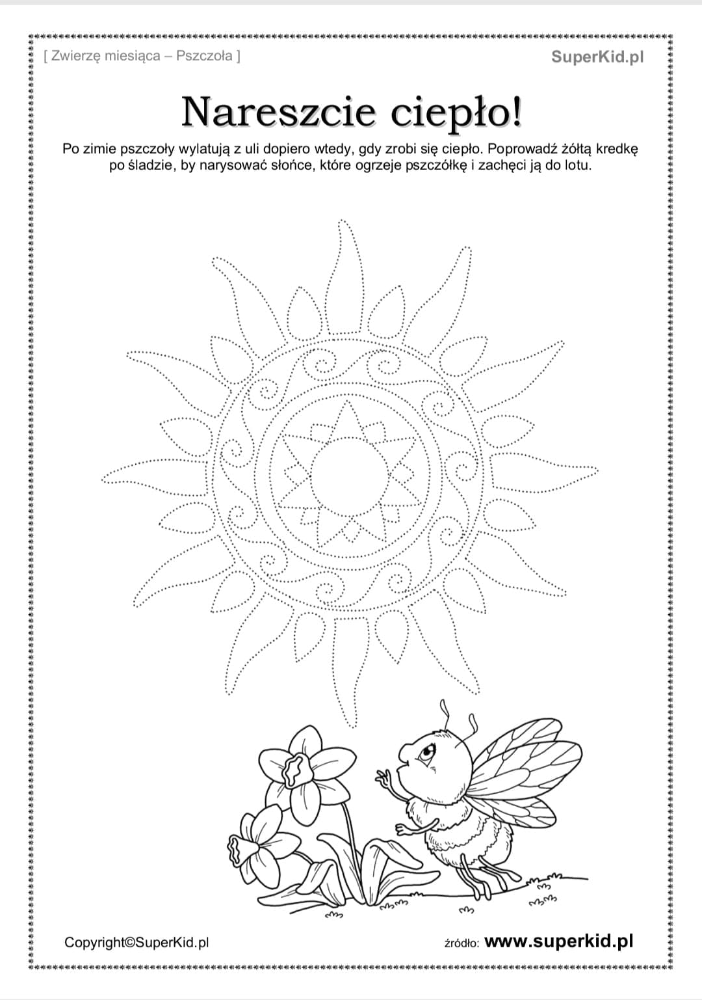 [ Zwierzę miesiąca – Pszczoła ]
SuperKid.pl
Nareszcie ciepło!
Po zimie pszczoły wylatują z uli dopiero wtedy, gdy zrobi się ciepło. Poprowadź żółtą kredkę
po śladzie, by narysować słońce, które ogrzeje pszczółkę i zachęci ją do lotu.
Copyright©SuperKid.pl
źródło: www.superkid.pl